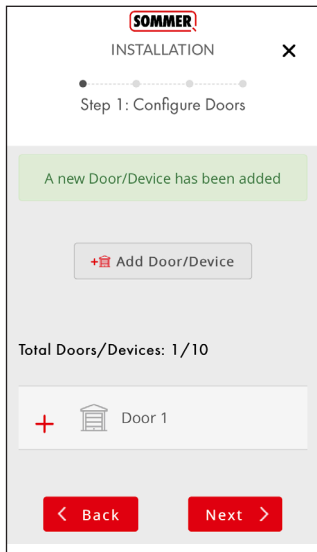 SOMMER
INSTALLATION
Step 1: Configure Doors
A new Door/Device has been added
Add Door/Device
Total Doors/Devices: 1/10
Door 1
Back
Next